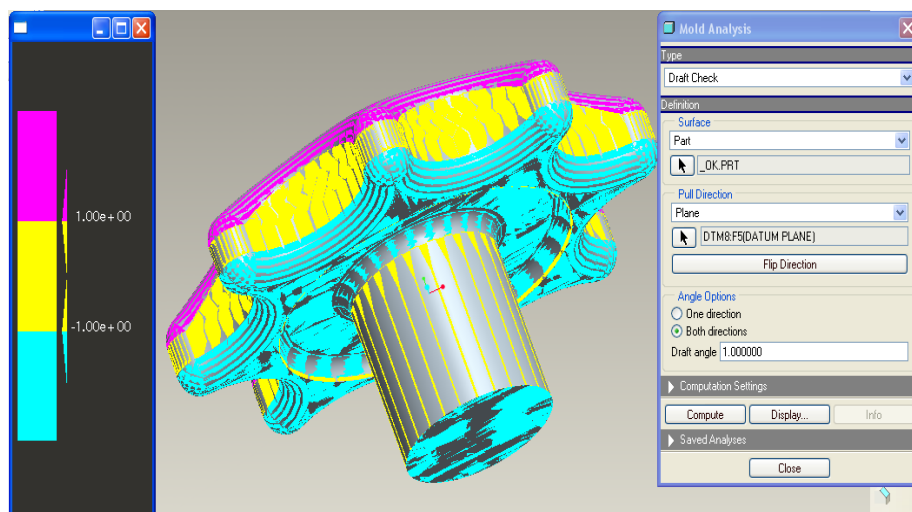 1.00e+00
-1.00e+00
Mold Analysis
Type
Draft Check
Definition
Surface
Part
_OK.PRT
Pull Direction
Plane
DTM8:F5(DATUM PLANE)
Flip Direction
Angle Options
One direction
Both directions
Draft angle 1.000000
Computation Settings
Compute Display... Info
Saved Analyses
Close